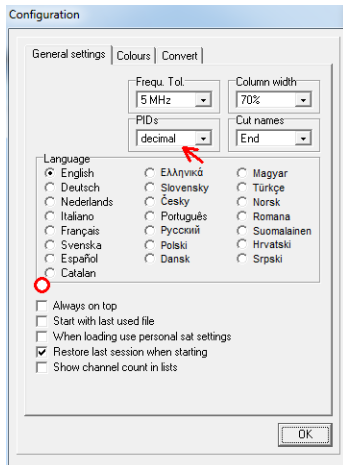 Configuration
General settings
Colours
Convert
Frequ. Tol.
Column width
5 MHz
70%
PIDs
Cut names
decimal
End
Language
English
Ελληνικά
Magyar
Deutsch
Slovensky
Türkçe
Nederlands
Česky
Norsk
Italiano
Português
Romana
Français
Русский
Suomalainen
Svenska
Polski
Hrvatski
Español
Dansk
Srpski
Catalan
Always on top
Start with last used file
When loading use personal sat settings
Restore last session when starting
Show channel count in lists
OK